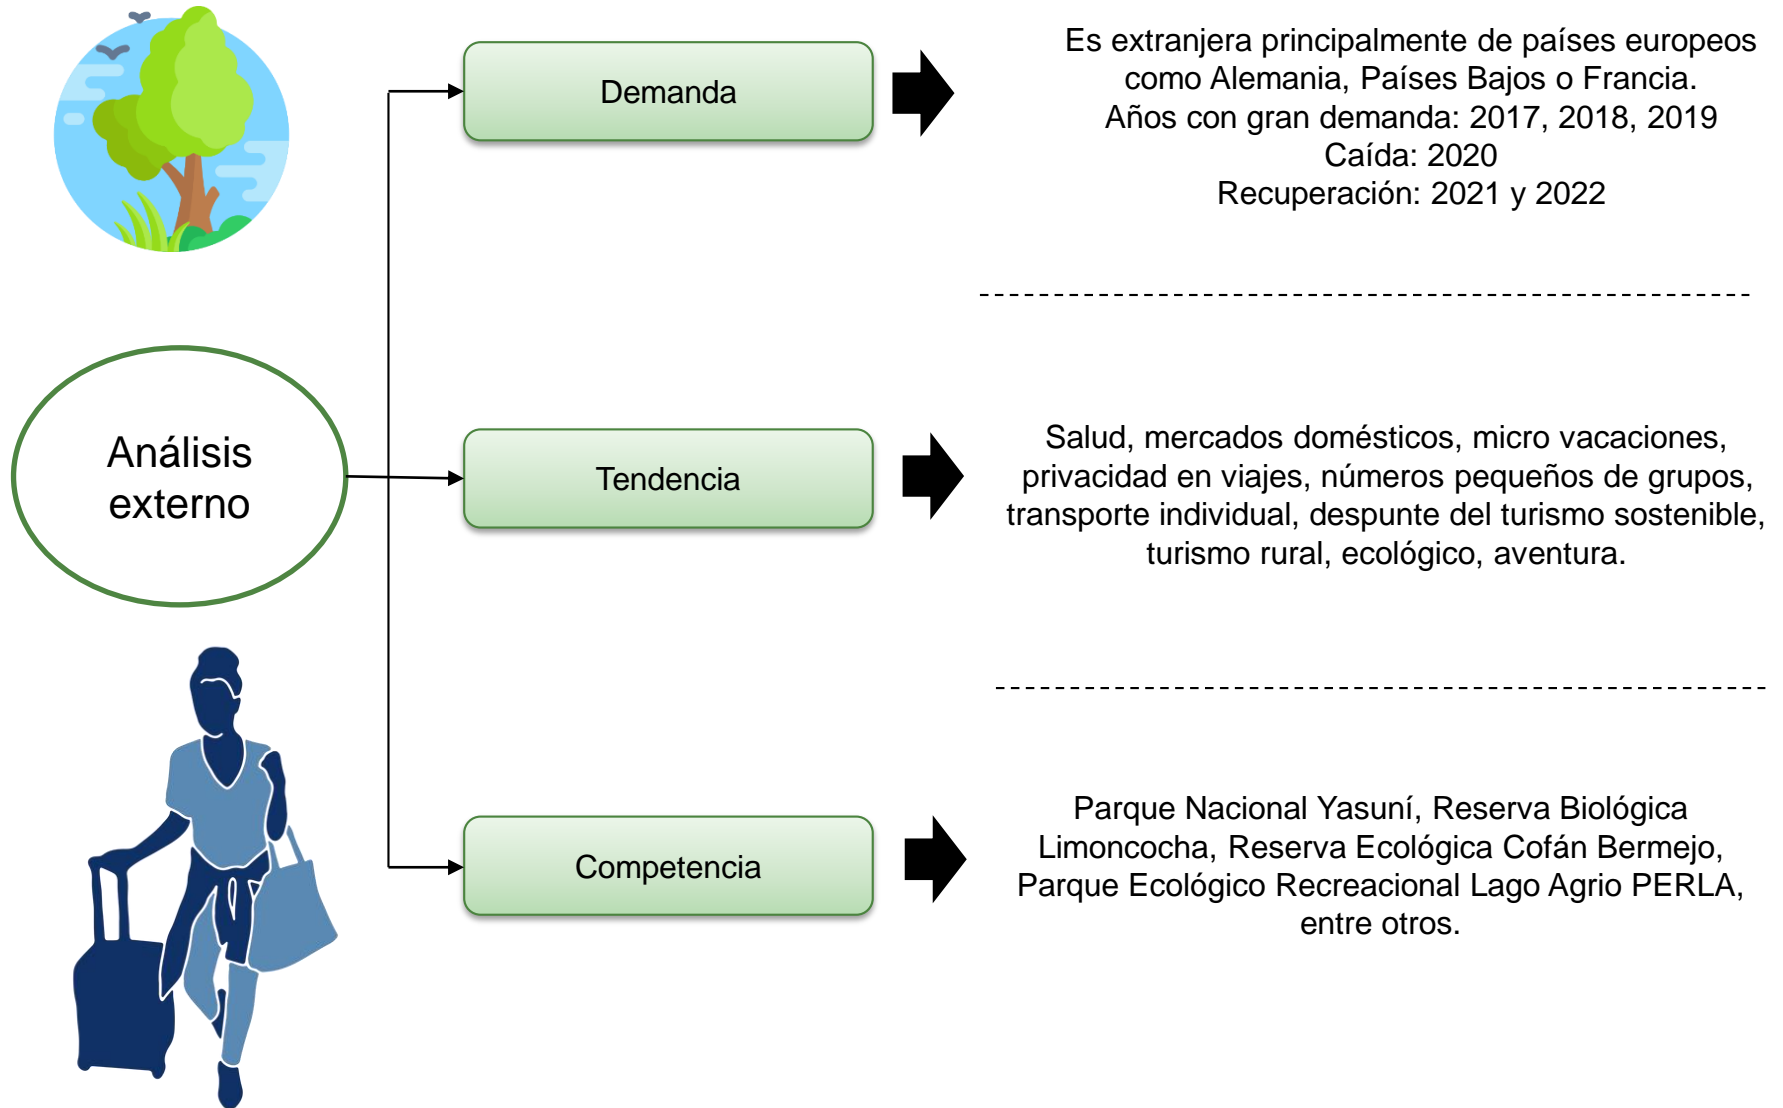 Demanda
Es extranjera principalmente de países europeos
como Alemania, Países Bajos o Francia.
Años con gran demanda: 2017, 2018, 2019
Caída: 2020
Recuperación: 2021 y 2022
Análisis
externo
Tendencia
Salud, mercados domésticos, micro vacaciones,
privacidad en viajes, números pequeños de grupos,
transporte individual, despunte del turismo sostenible,
turismo rural, ecológico, aventura.
Competencia
Parque Nacional Yasuní, Reserva Biológica
Limoncocha, Reserva Ecológica Cofán Bermejo,
Parque Ecológico Recreacional Lago Agrio PERLA,
entre otros.